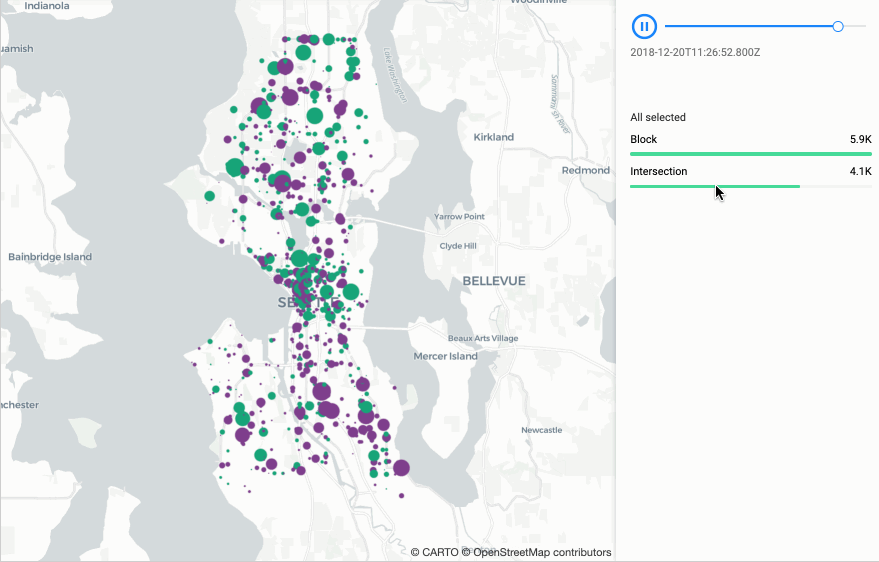 Indianola
Woodinville
uamish
Lake Washington
Sammamish Riv
Kirkland
Redmond
Yarrow Point
Clyde Hill
Bainbridge Island
BELLEVUE
SEATTLE
Beaux Arts Village
Mercer Island
nchester
Newcastle
© CARTO © OpenStreetMap contributors
2018-12-20T11:26:52.800Z
All selected
Block 5.9K
Intersection 4.1K